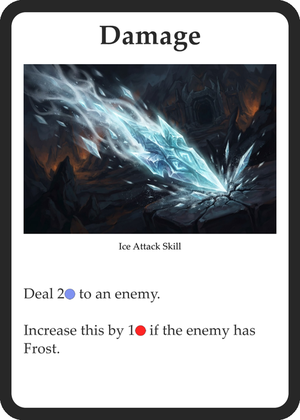 Damage
Ice Attack Skill
Deal 2 to an enemy.
Increase this by 1 if the enemy has
Frost.